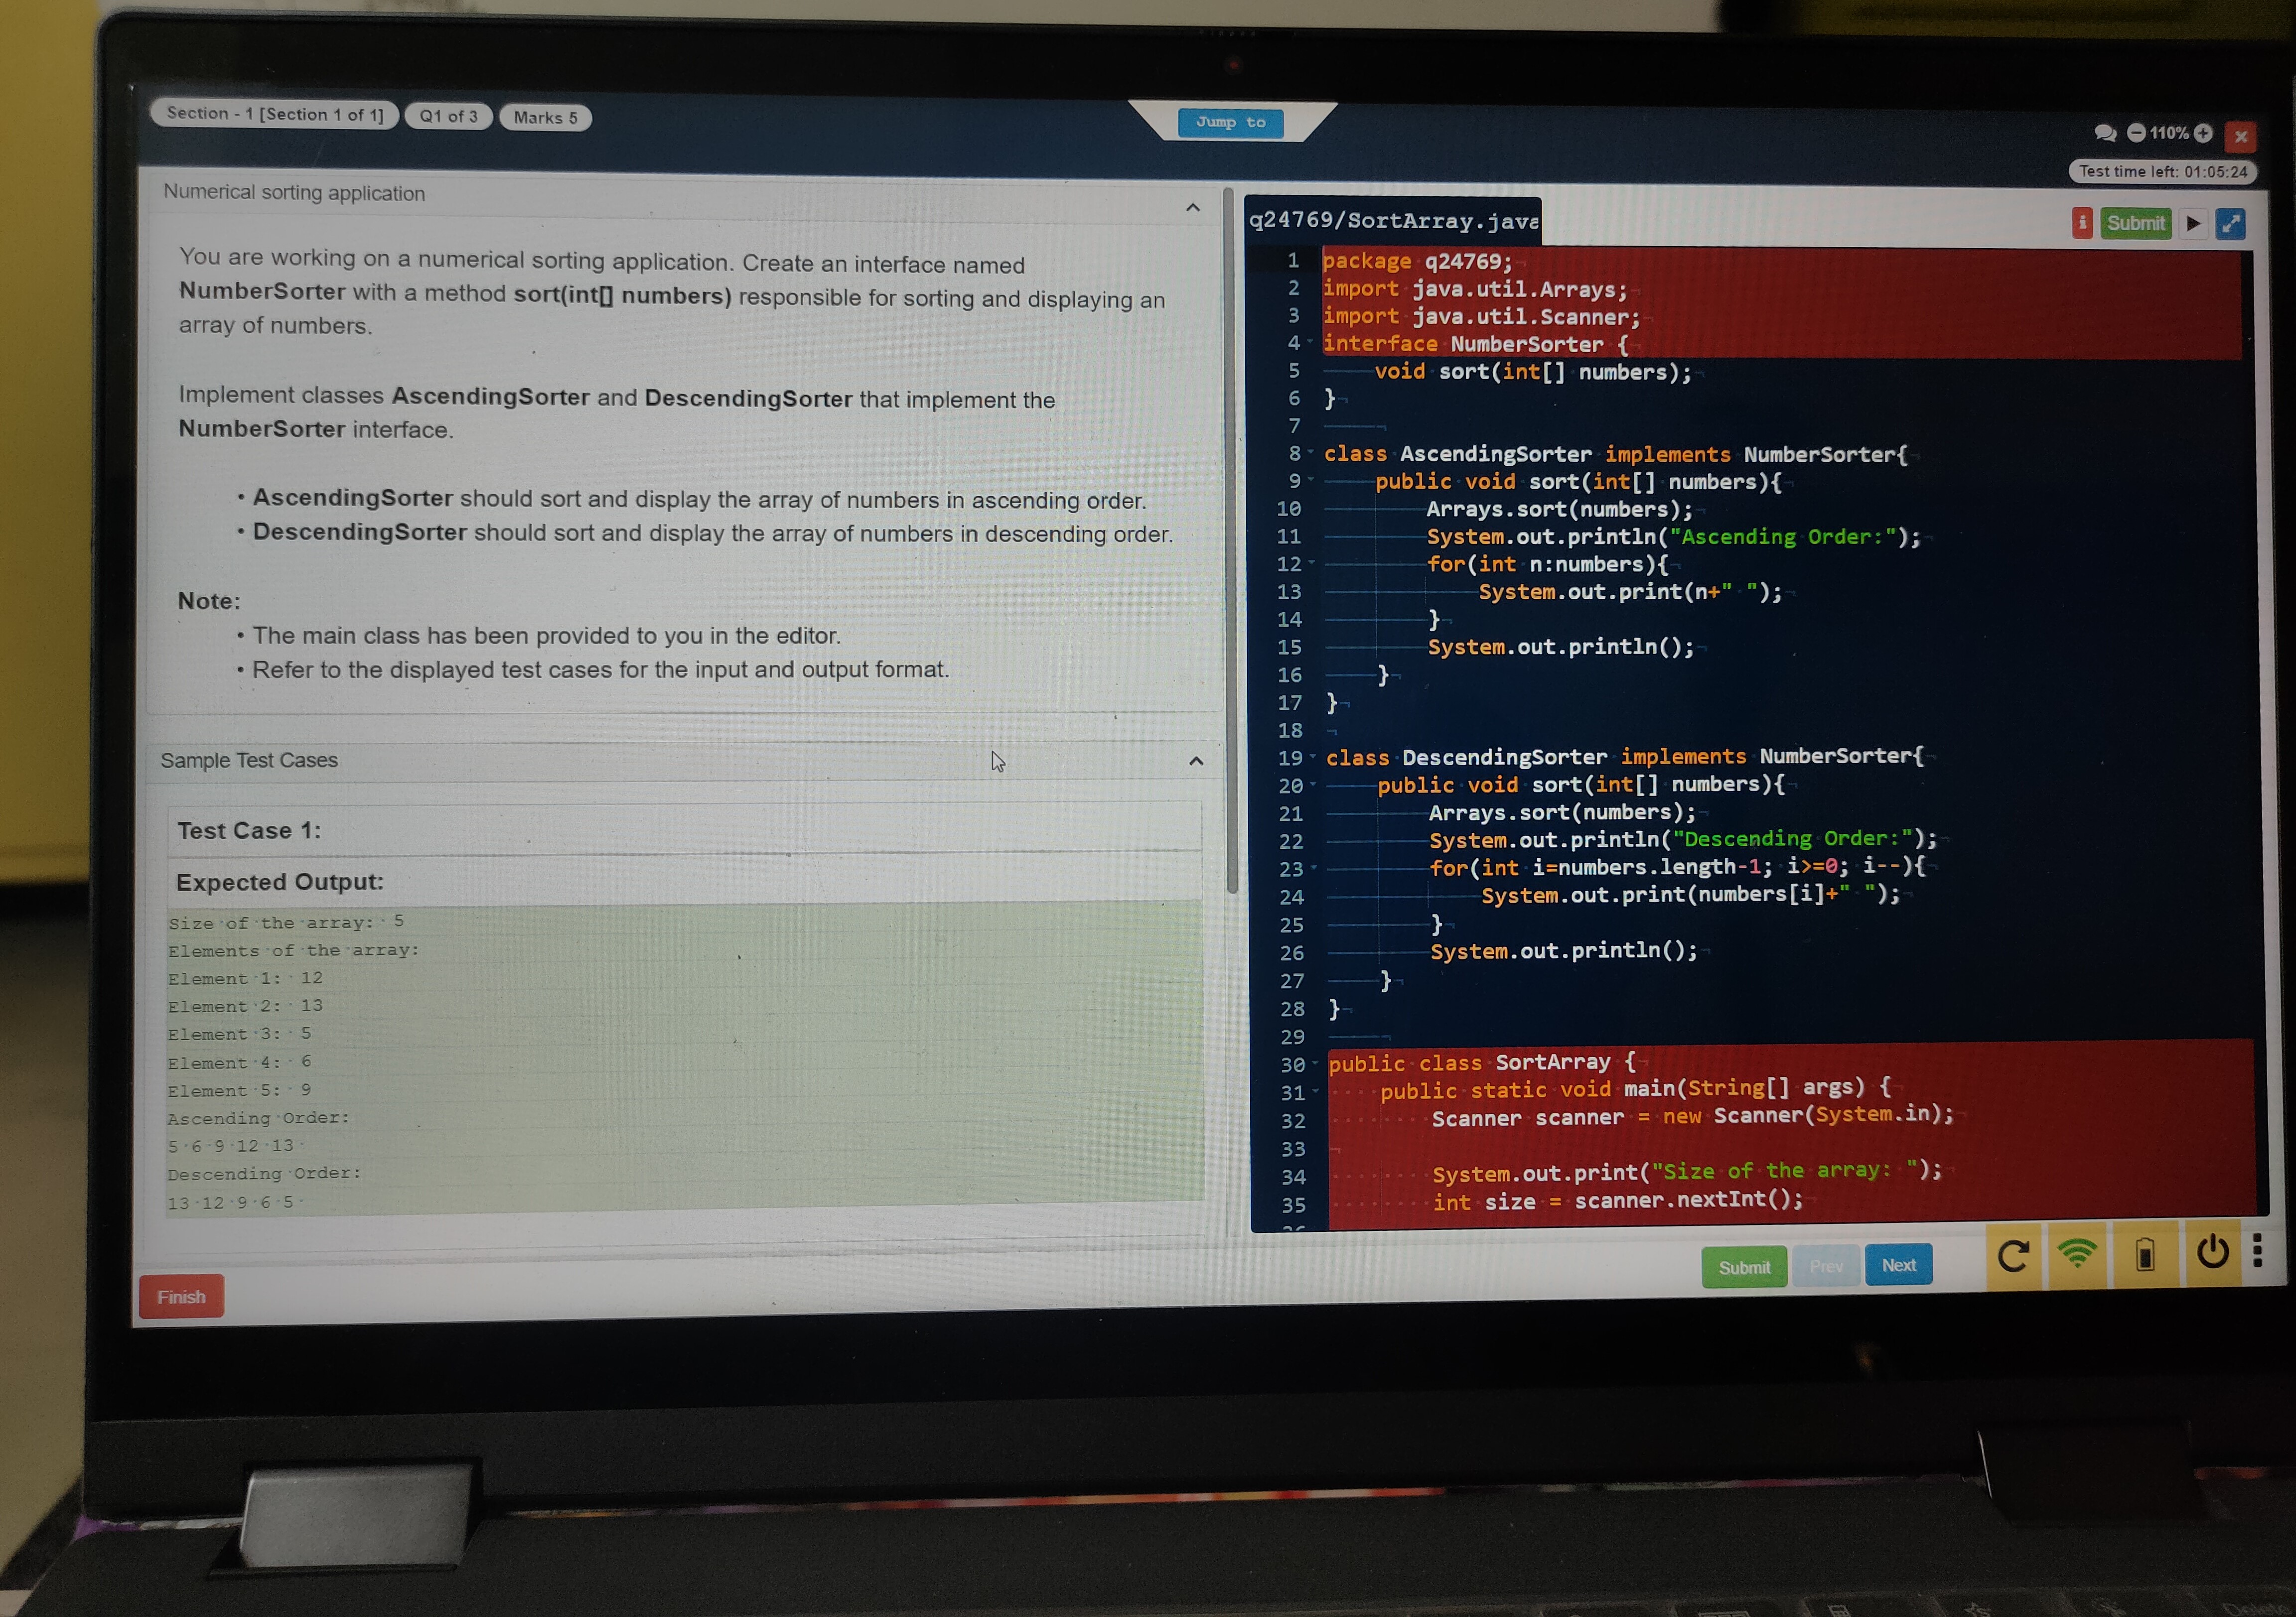 Section - 1 [Section 1 of 1] Q1 of 3 Marks 5
Jump to
110%
Test time left: 01:05:24
Numerical sorting application
You are working on a numerical sorting application. Create an interface named
NumberSorter with a method sort(int[] numbers) responsible for sorting and displaying an
array of numbers.
Implement classes AscendingSorter and DescendingSorter that implement the
NumberSorter interface.
• AscendingSorter should sort and display the array of numbers in ascending order.
• DescendingSorter should sort and display the array of numbers in descending order.
Note:
• The main class has been provided to you in the editor.
• Refer to the displayed test cases for the input and output format.
Sample Test Cases
Test Case 1:
Expected Output:
Size of the array: 5
Elements of the array:
Element 1: 12
Element 2: 13
Element 3: 5
Element 4: 6
Element 5: 9
Ascending Order:
5 6 9 12 13
Descending Order:
13 12 9 6 5
q24769/SortArray.java
Submit
1 package q24769;
2 import java.util.Arrays;
3 import java.util.Scanner;
4 interface NumberSorter {
5 void sort(int[] numbers);
6 }
7
8 class AscendingSorter implements NumberSorter{
9 public void sort(int[] numbers){
10 Arrays.sort(numbers);
11 System.out.println("Ascending Order:");
12 for(int n:numbers){
13 System.out.print(n+" ");
14 }
15 System.out.println();
16 }
17 }
18
19 class DescendingSorter implements NumberSorter{
20 public void sort(int[] numbers){
21 Arrays.sort(numbers);
22 System.out.println("Descending Order:");
23 for(int i=numbers.length-1; i>=0; i--){
24 System.out.print(numbers[i]+" ");
25 }
26 System.out.println();
27 }
28 }
29
30 public class SortArray {
31 public static void main(String[] args) {
32 Scanner scanner = new Scanner(System.in);
33
34 System.out.print("Size of the array: ");
35 int size = scanner.nextInt();
Finish
Submit Prev Next